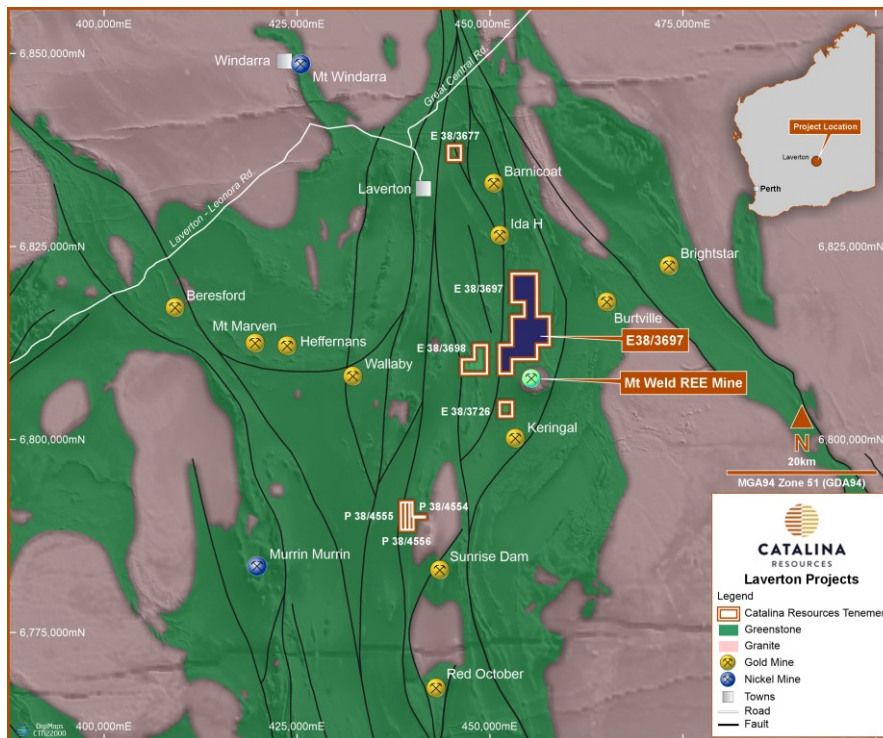 400,000mE
425,000mE
450,000mE
475,000mE
6,850,000mN
Windarra
Mt Windarra
Great Central Rd.
Project Location
Laverton
Perth
E 38/3677
Barnicoat
Laverton
Laverton - Leonora Rd.
Ida H
6,825,000mN
6,825,000mN
Brightstar
E 38/3697
Beresford
Burtville
Mt Marven
Heffernans
E 38/3698
E38/3697
Wallaby
Mt Weld REE Mine
E 38/3726
Keringal
6,800,000mN
N
6,800,000mN
20km
MGA94 Zone 51 (GDA94)
P 38/4554
P 38/4555
P 38/4556
Murrin Murrin
Sunrise Dam
6,775,000mN
Red October
400,000mE
425,000mE
450,000mE
CATALINA
RESOURCES
Laverton Projects
Legend
Catalina Resources Tenemen
Greenstone
Granite
Gold Mine
Nickel Mine
Towns
Road
Fault
DigiMaps